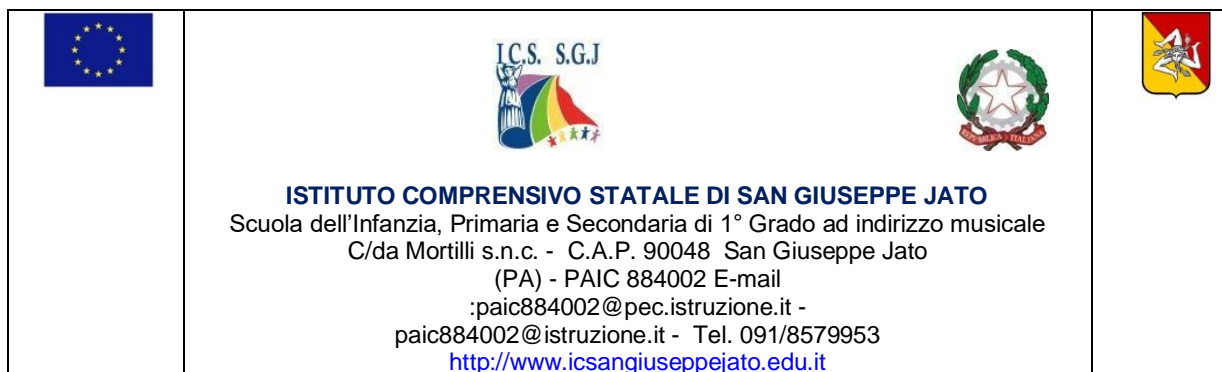 I.C.S. S.G.J
REPVBBLICA ITALIANA
ISTITUTO COMPRENSIVO STATALE DI SAN GIUSEPPE JATO
Scuola dell'Infanzia, Primaria e Secondaria di 1° Grado ad indirizzo musicale
C/da Mortilli s.n.c. - C.A.P. 90048 San Giuseppe Jato
(PA) - PAIC 884002 E-mail
:paic884002@pec.istruzione.it -
paic884002@istruzione.it - Tel. 091/8579953
http://www.icsangiuseppejato.edu.it